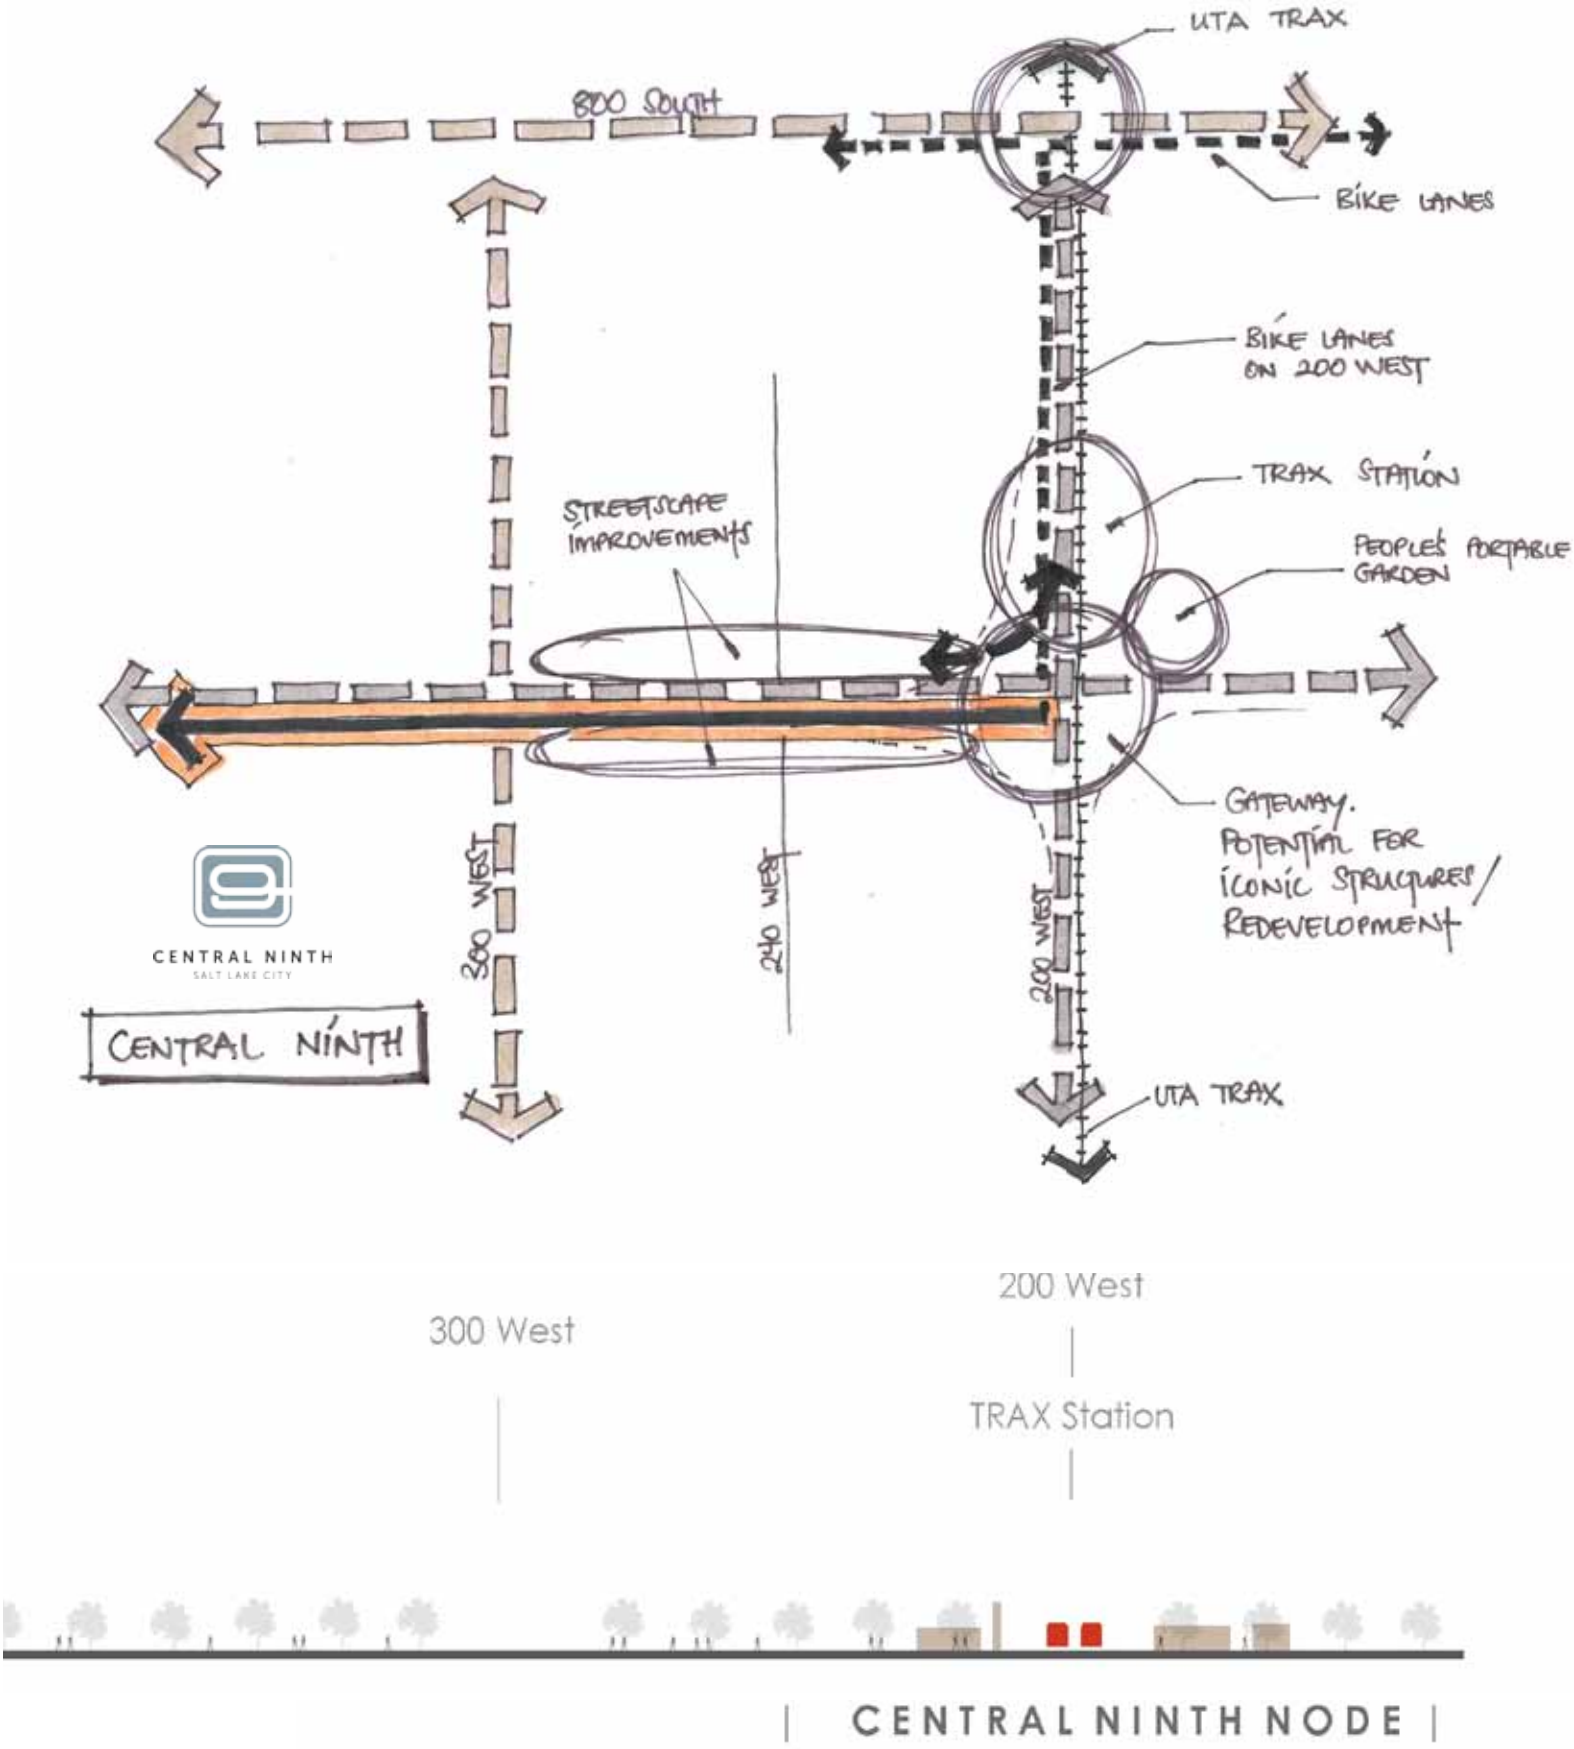 UTA TRAX
800 SOUTH
BIKE LANES
BIKE LANES
ON 200 WEST
TRAX STATION
STREETSCAPE
IMPROVEMENTS
PEOPLE'S PORTABLE
GARDEN
GATEWAY.
POTENTIAL FOR
ICONIC STRUCTURES/
REDEVELOPMENT
300 WEST
240 WEST
200 WEST
9
CENTRAL NINTH
SALT LAKE CITY
CENTRAL NINTH
UTA TRAX
200 West
300 West
TRAX Station
| CENTRAL NINTH NODE |